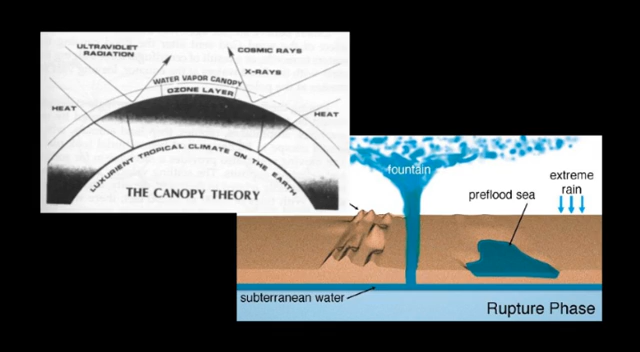 ULTRAVIOLET
RADIATION
COSMIC RAYS
X-RAYS
WATER VAPOR CANOPY
OZONE LAYER
HEAT
HEAT
LUXURIENT TROPICAL CLIMATE ON THE EARTH
THE CANOPY THEORY
fountain
extreme
rain
preflood sea
subterranean water
Rupture Phase